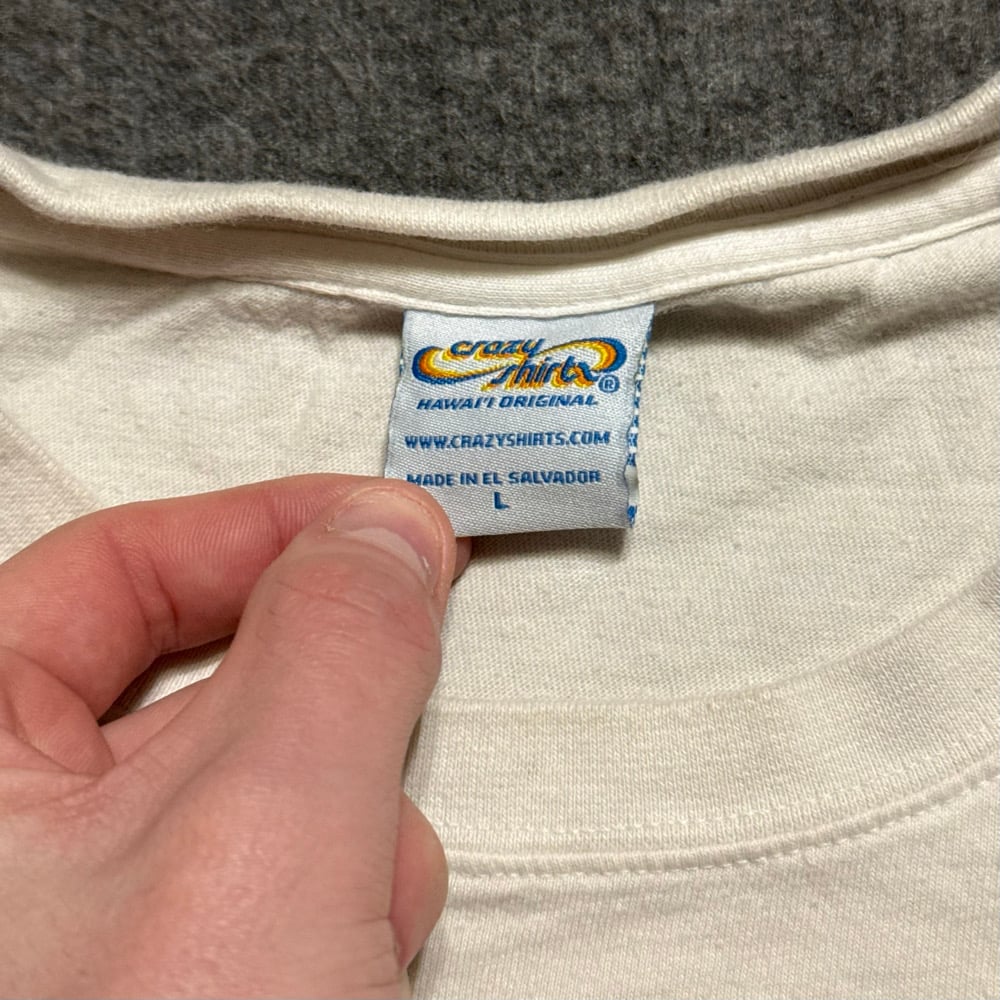 crazy
shirts®
HAWAI'I ORIGINAL
WWW.CRAZYSHIRTS.COM
MADE IN EL SALVADOR
L